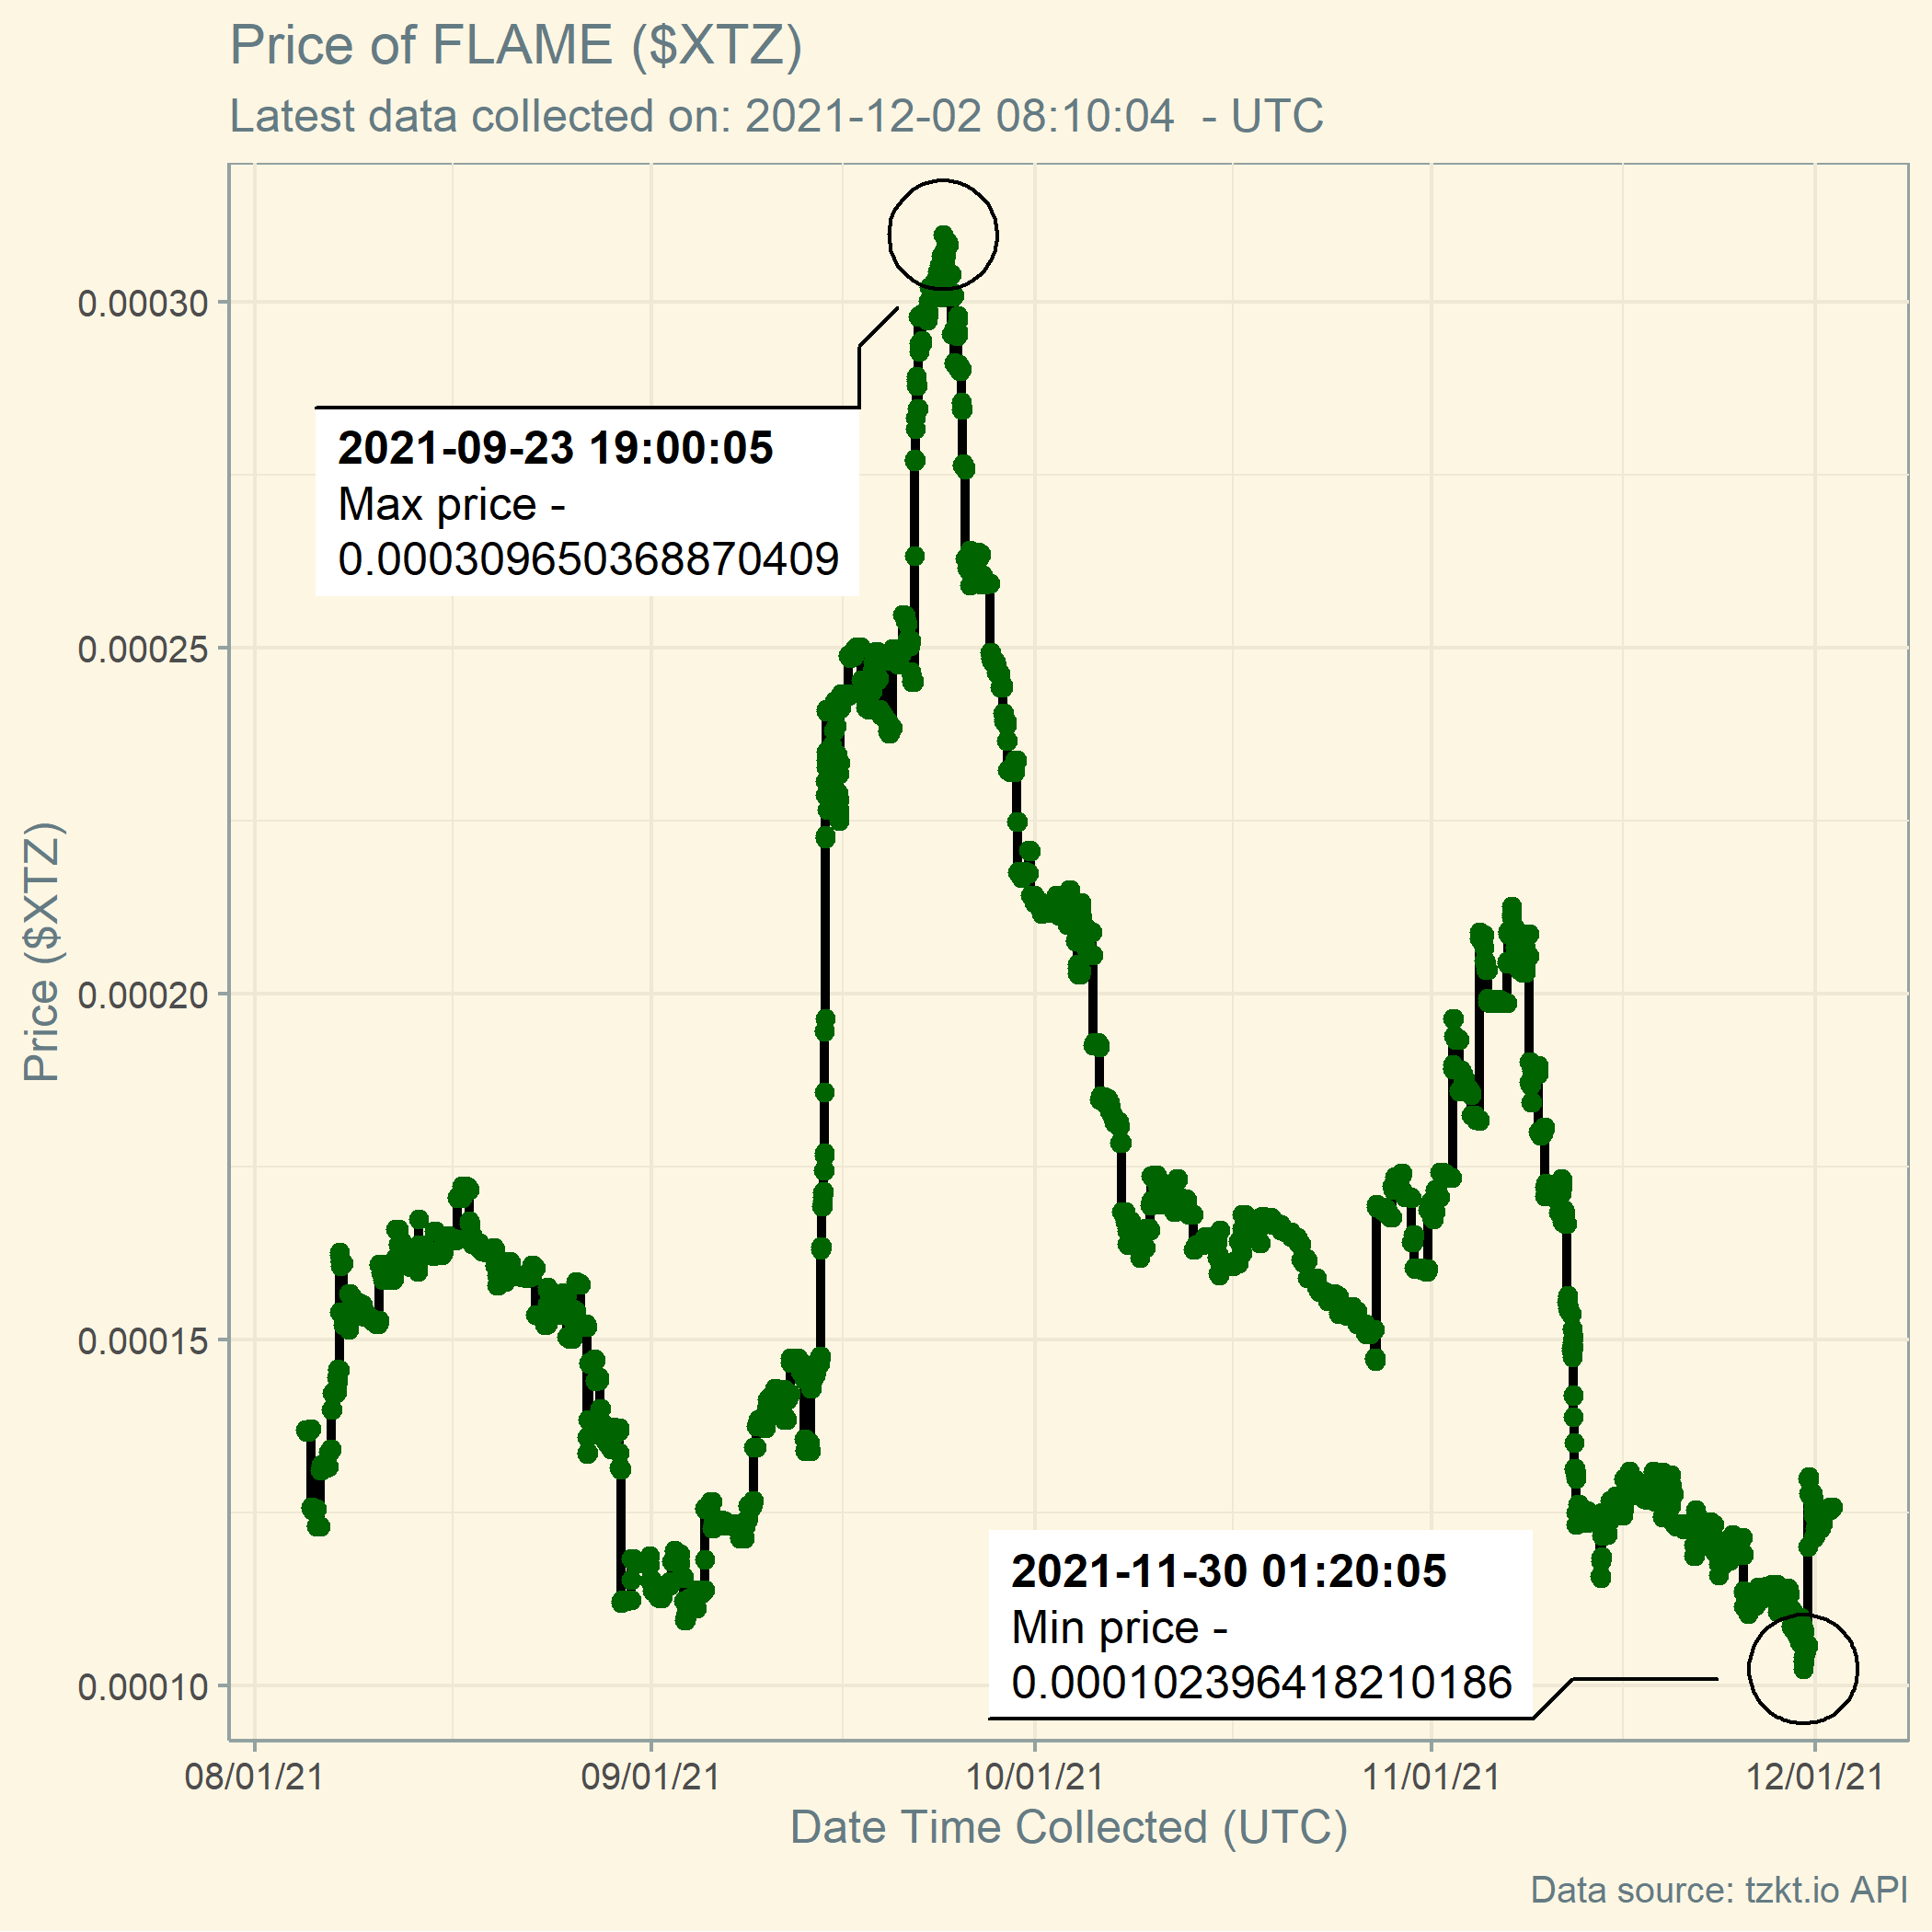 Price of FLAME ($XTZ)
Latest data collected on: 2021-12-02 08:10:04  - UTC
0.00030
0.00025
0.00020
0.00015
0.00010
Price ($XTZ)
2021-09-23 19:00:05
Max price -
0.000309650368870409
2021-11-30 01:20:05
Min price -
0.000102396418210186
08/01/21
09/01/21
10/01/21
11/01/21
12/01/21
Date Time Collected (UTC)
Data source: tzkt.io API